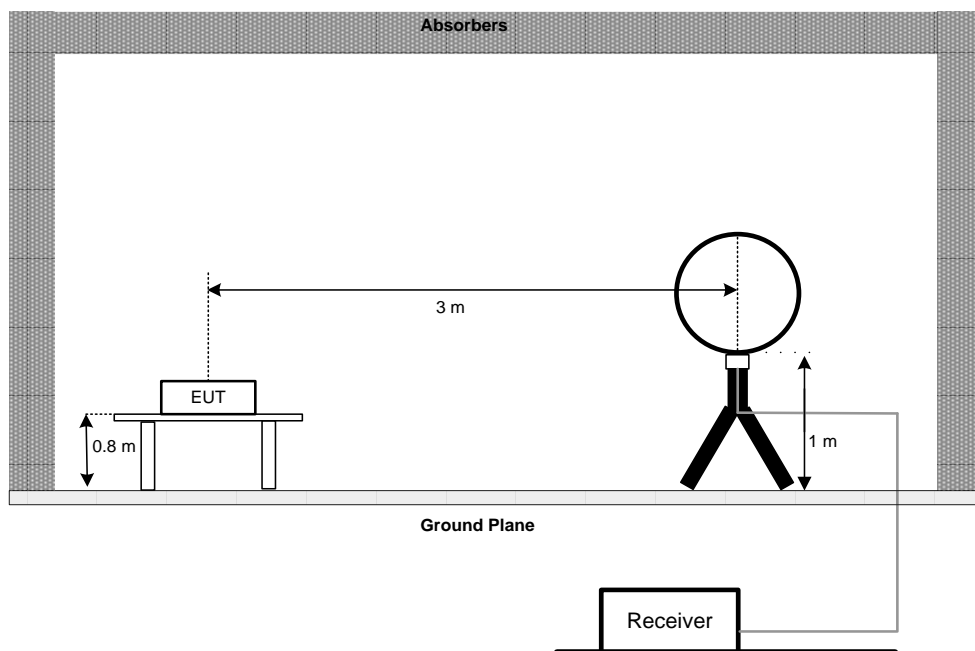 Absorbers
3 m
EUT
0.8 m
1 m
Ground Plane
Receiver